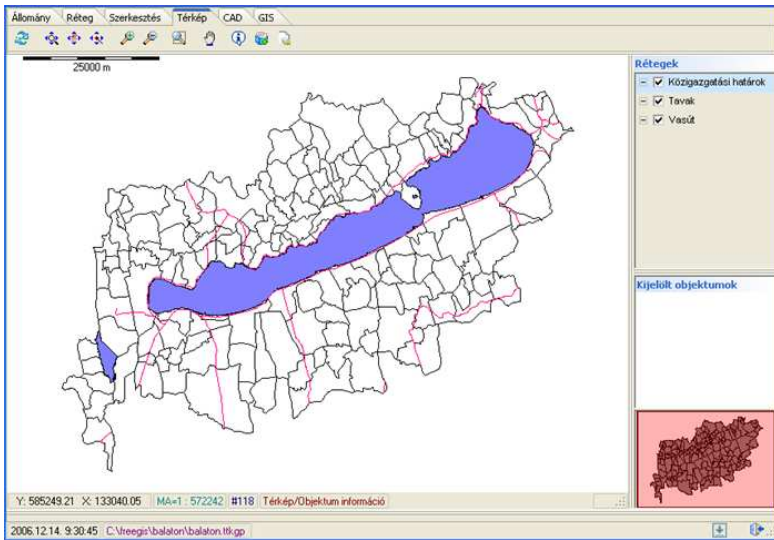 Állomány Réteg Szerkesztés Térkép CAD GIS
25000 m
Rétegek
Közigazgatási határok
Tavak
Vasút
Kijelölt objektumok
Y: 585249.21 X: 133040.05 MA=1 : 572242 #118 Térkép/Objektum információ
2006.12.14. 9:30:45 C:\freegis\balaton\balaton.ttkgp